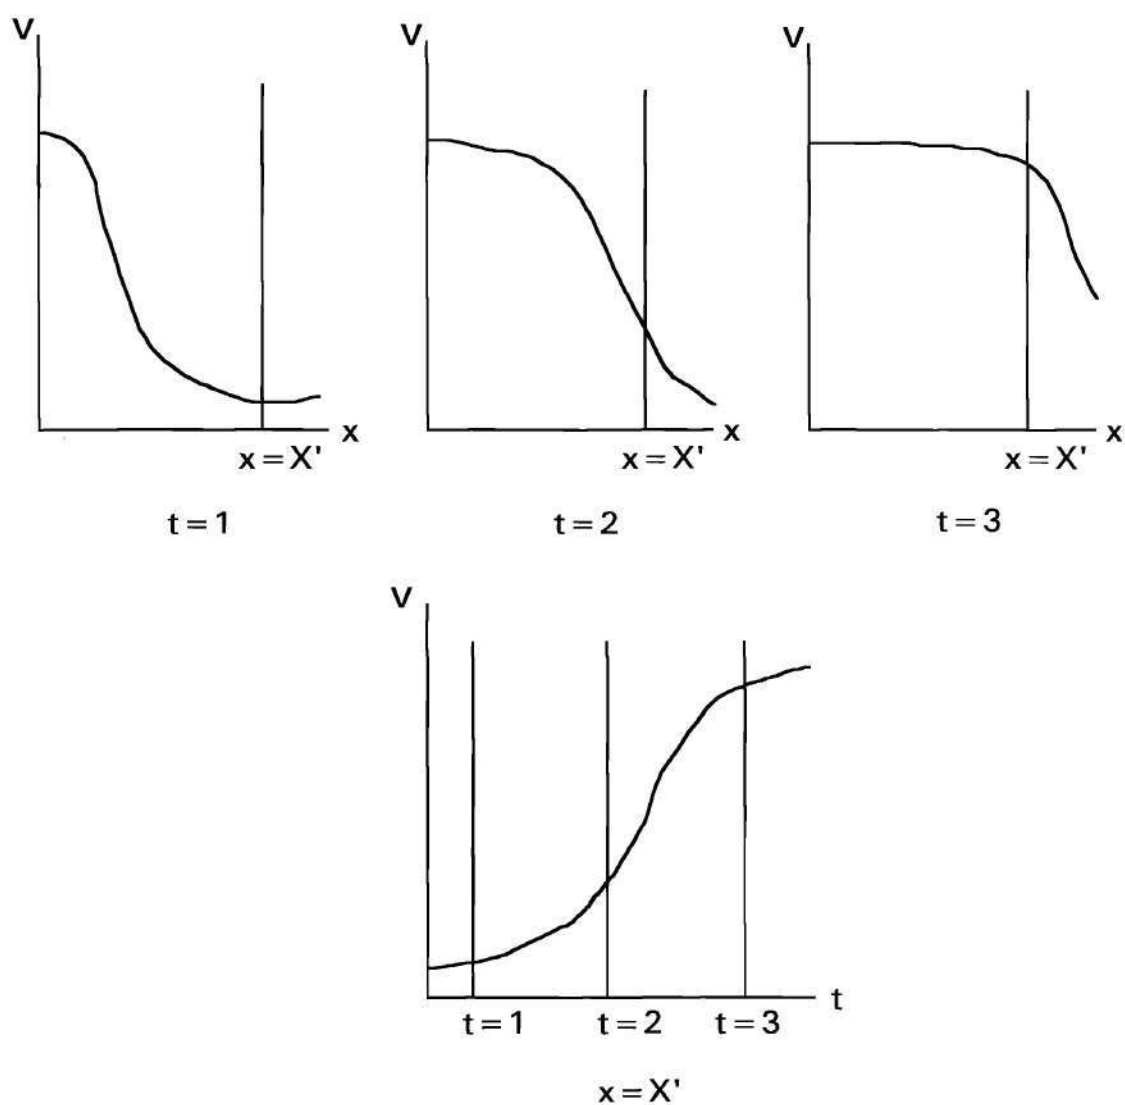 V
V
V
x
x
x
x = X'
x = X'
x = X'
t = 1
t = 2
t = 3
V
t
t = 1
t = 2
t = 3
x = X'